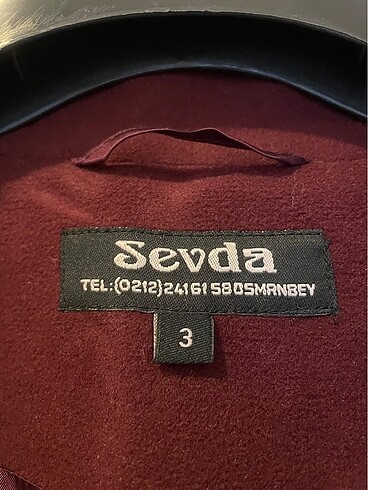 Sevda
TEL:(0212)241 61 58 OSMANBEY
3